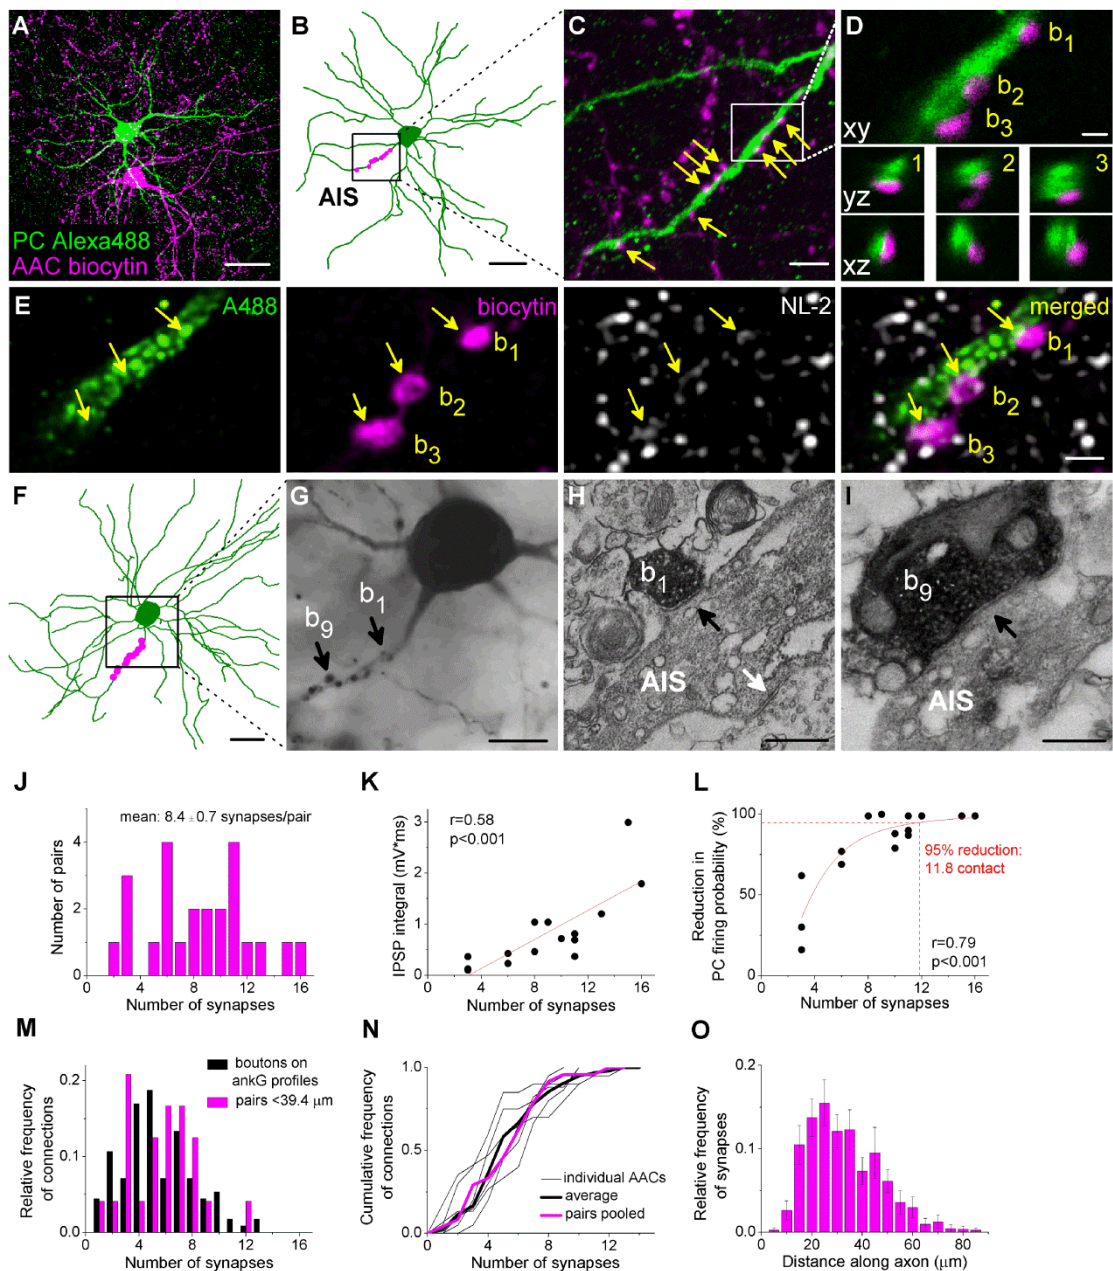 A
PC Alexa488
AAC biocytin
B
AIS
C
D
b1
b2
b3
xy
1
2
3
yz
xz
E
A488
biocytin
b1
b2
b3
NL-2
merged
b1
b2
b3
F
G
b9
b1
H
b1
AIS
I
b9
AIS
J
mean: 8.4 ±0.7 synapses/pair
Number of pairs
4
2
0
0 4 8 12 16
Number of synapses
K
r=0.58
p<0.001
IPSP integral (mV*ms)
3
2
1
0
0 4 8 12 16
Number of synapses
L
Reduction in
PC firing probability (%)
100
50
0
95% reduction:
11.8 contact
r=0.79
p<0.001
0 4 8 12 16
Number of synapses
M
boutons on
ankG profiles
pairs <39.4 μm
Relative frequency
of connections
0.2
0.1
0.0
0 4 8 12 16
Number of synapses
N
Cumulative frequency
of connections
1.0
0.5
0.0
individual AACs
average
pairs pooled
0 4 8 12 16
Number of synapses
O
Relative frequency
of synapses
0.2
0.1
0.0
0 20 40 60 80
Distance along axon (μm)